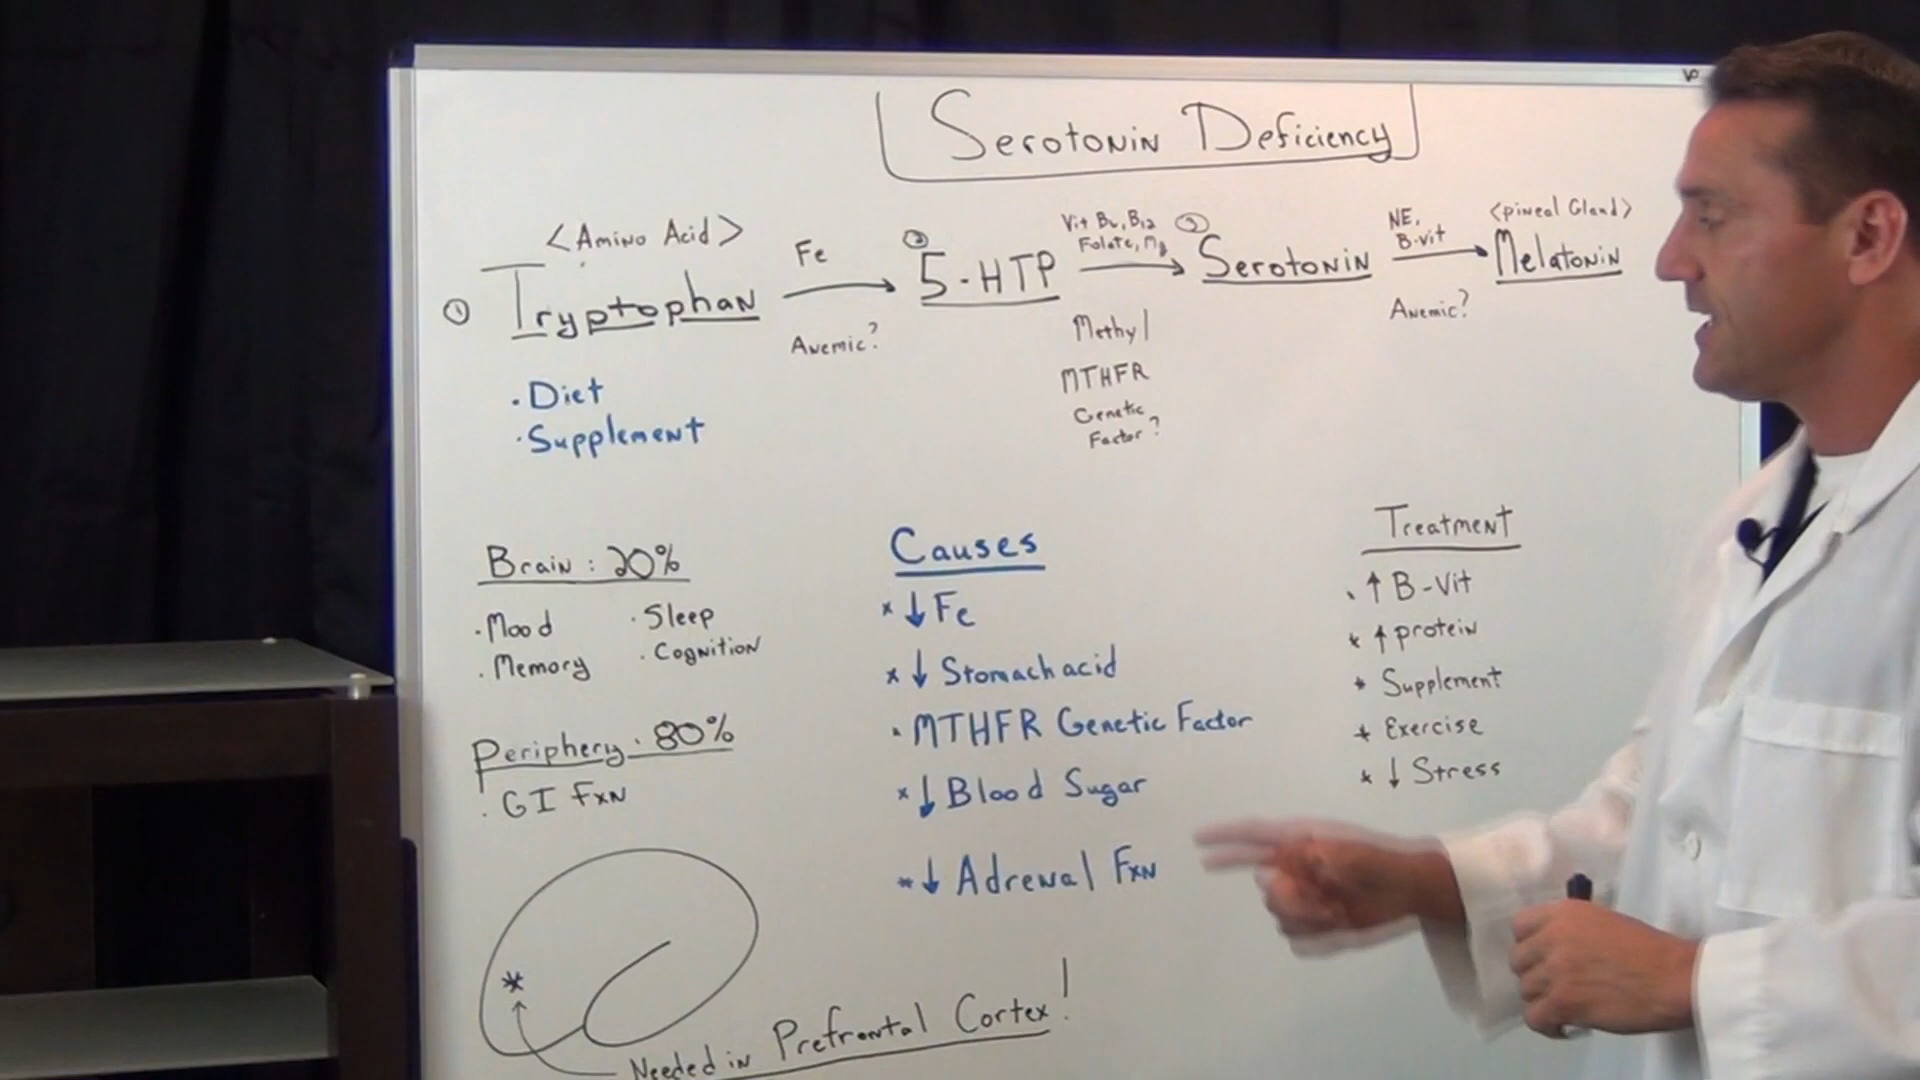 Serotonin Deficiency
<Amino Acid>
① Tryptophan
Fe
Anemic?
② 5-HTP
Vit B6, B12
Folate, Mg
Methyl
MTHFR
Genetic
Factor?
③ Serotonin
NE,
B-vit
Anemic?
<pineal Gland>
Melatonin
· Diet
· Supplement
Brain: 20%
· Mood
· Sleep
· Memory
· Cognition
Periphery: 80%
· GI Fxn
* 
Needed in Prefrontal Cortex!
Causes
* ↓ Fe
* ↓ Stomach acid
* MTHFR Genetic Factor
* ↓ Blood Sugar
* ↓ Adrenal Fxn
Treatment
* ↑ B-Vit
* ↑ protein
* Supplement
* Exercise
* ↓ Stress